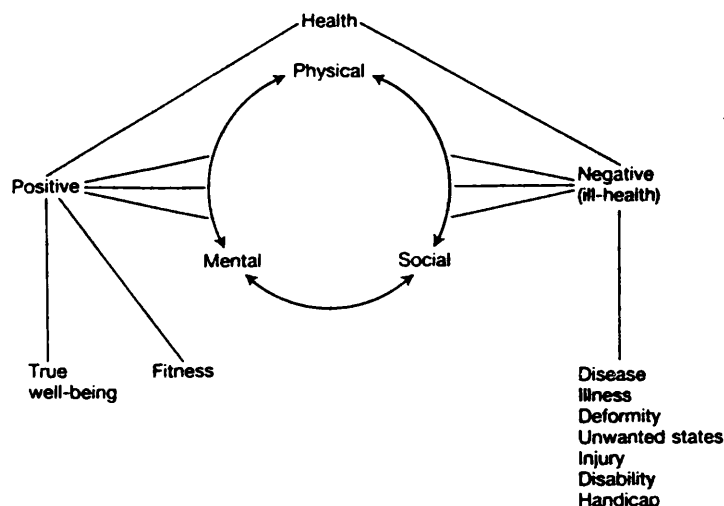 Health
Physical
Positive
Negative
(ill-health)
Mental
Social
True
well-being
Fitness
Disease
Illness
Deformity
Unwanted states
Injury
Disability
Handicap